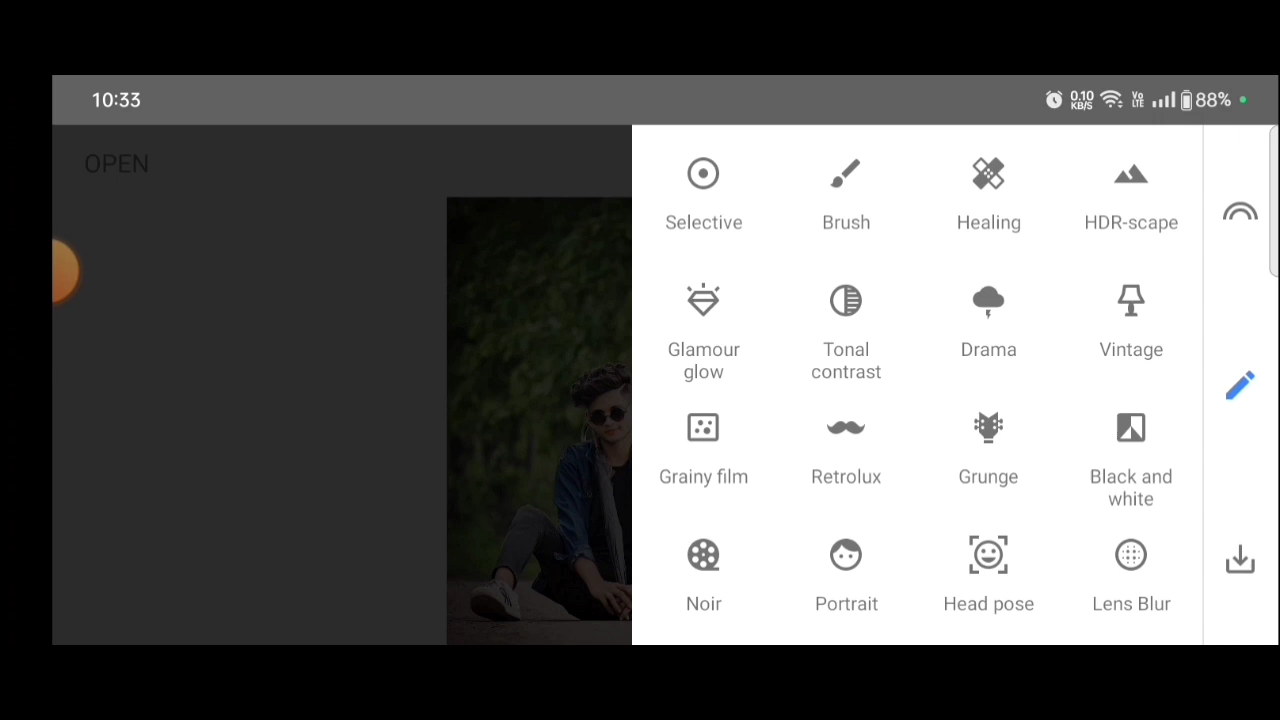 10:33
0.10
KB/S
Vo
LTE
88%
OPEN
Selective
Brush
Healing
HDR-scape
Glamour
glow
Tonal
contrast
Drama
Vintage
Grainy film
Retrolux
Grunge
Black and
white
Noir
Portrait
Head pose
Lens Blur